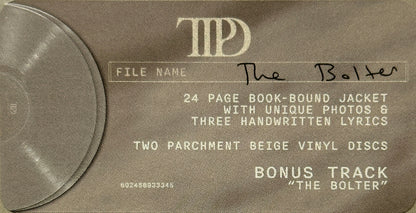 TTPD
FILE NAME The Bolter
24 PAGE BOOK-BOUND JACKET
WITH UNIQUE PHOTOS &
THREE HANDWRITTEN LYRICS
TWO PARCHMENT BEIGE VINYL DISCS
BONUS TRACK
602458933345 "THE BOLTER"